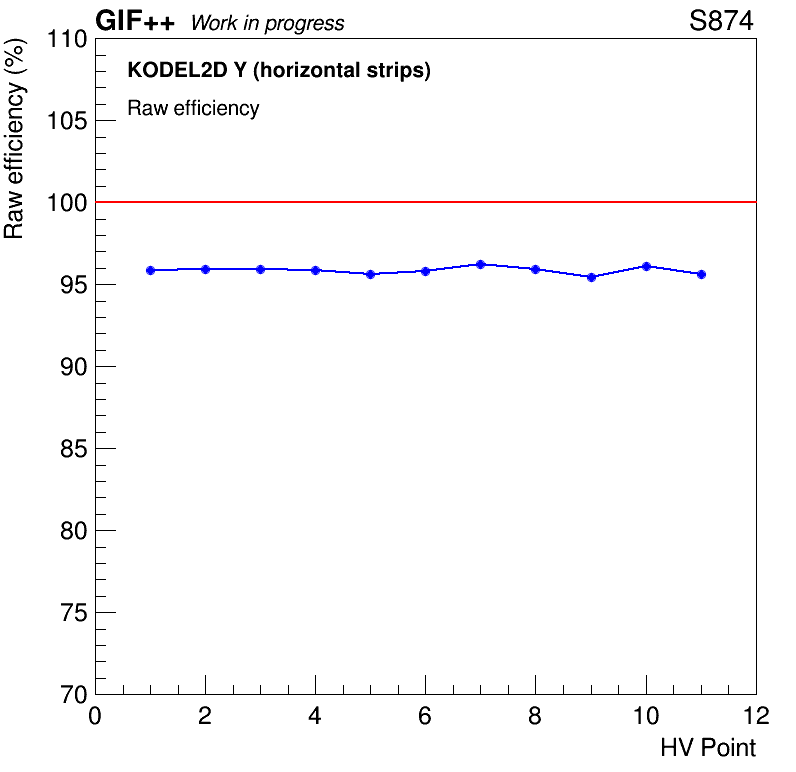 GIF++ Work in progress S874
KODEL2D Y (horizontal strips)
Raw efficiency
Raw efficiency (%)
110
105
100
95
90
85
80
75
70
0 2 4 6 8 10 12
HV Point